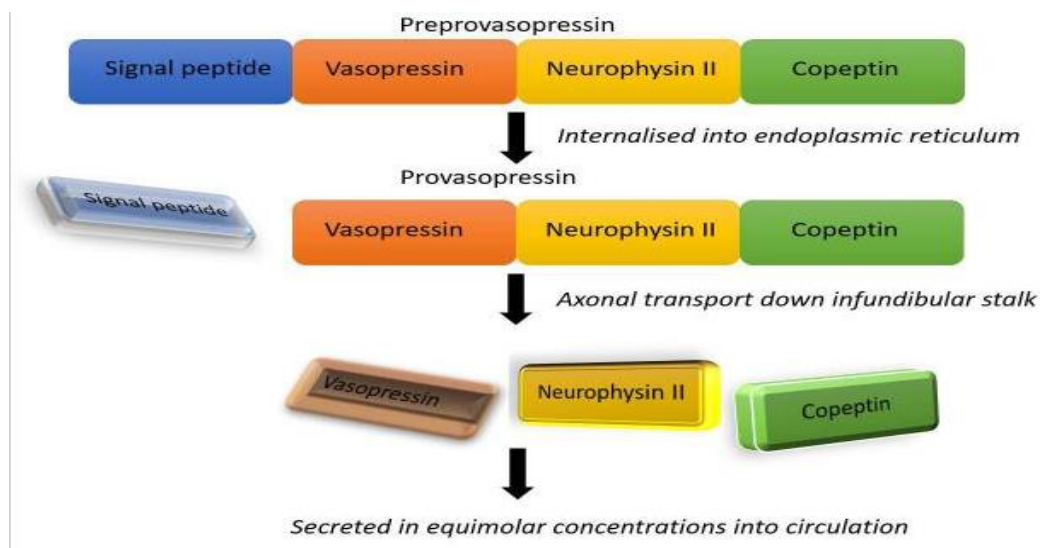 Preprovasopressin
Signal peptide Vasopressin Neurophysin II Copeptin
Internalised into endoplasmic reticulum
Provasopressin
Signal peptide
Vasopressin Neurophysin II Copeptin
Axonal transport down infundibular stalk
Vasopressin Neurophysin II Copeptin
Secreted in equimolar concentrations into circulation